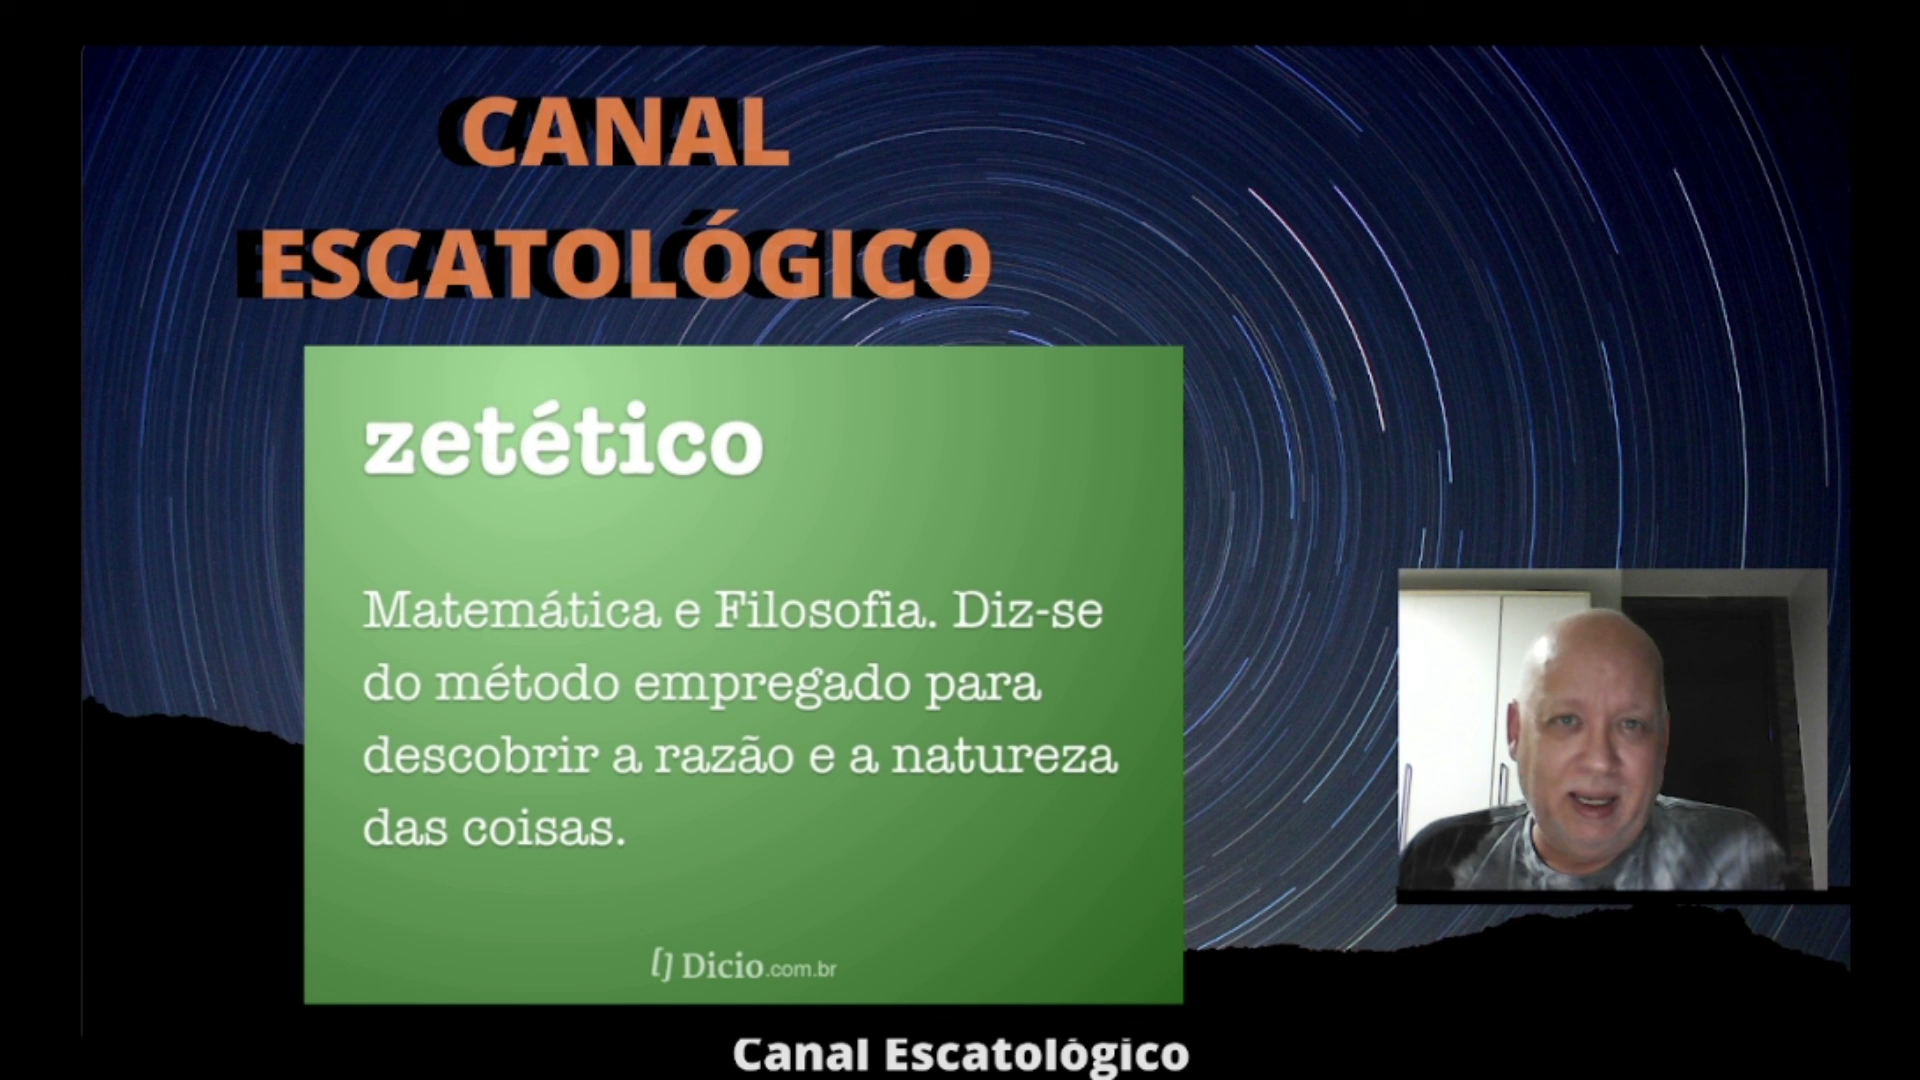 CANAL
ESCATOLÓGICO
zetético
Matemática e Filosofia. Diz-se
do método empregado para
descobrir a razão e a natureza
das coisas.
[] Dicio.com.br
Canal Escatológico